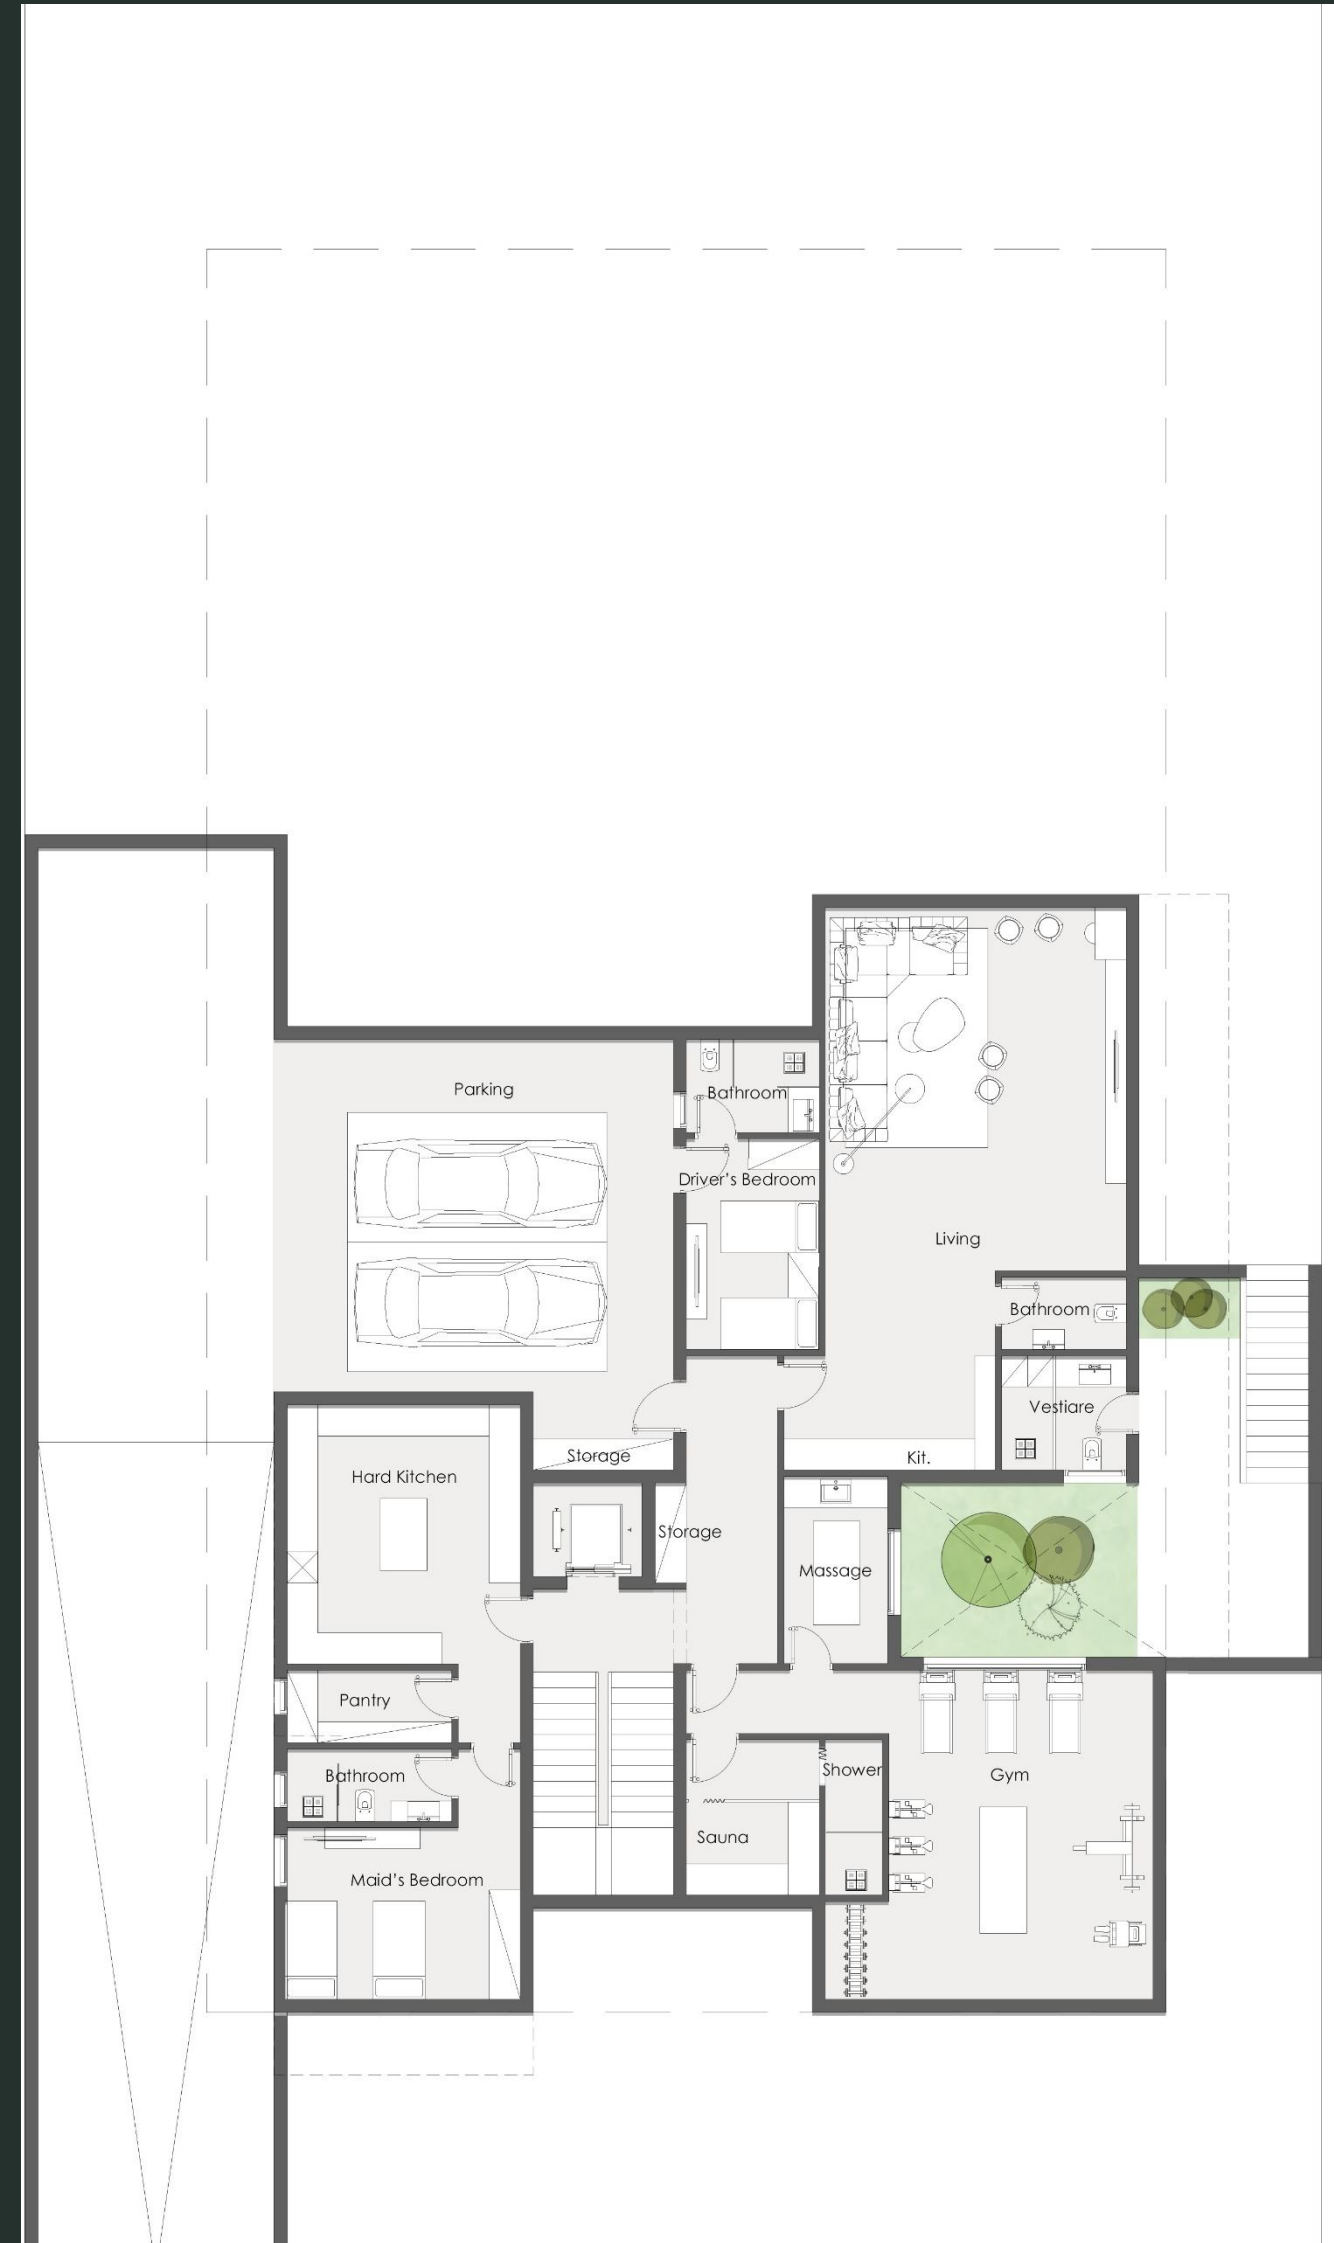 Parking
Bathroom
Driver's Bedroom
Living
Bathroom
Vestiare
Storage
Kit.
Hard Kitchen
Storage
Massage
Pantry
Bathroom
Shower
Gym
Sauna
Maid's Bedroom